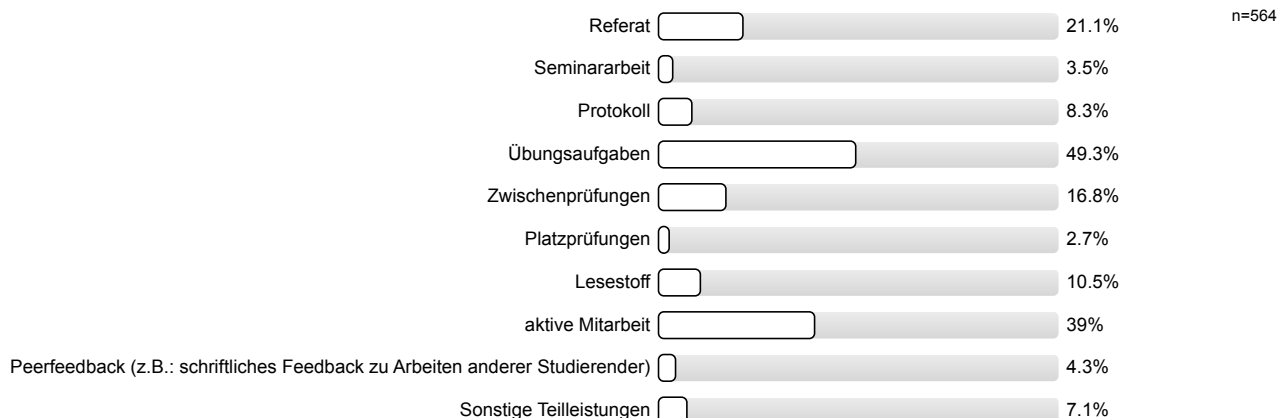 n=564
Referat 21.1%
Seminararbeit 3.5%
Protokoll 8.3%
Übungsaufgaben 49.3%
Zwischenprüfungen 16.8%
Platzprüfungen 2.7%
Lesestoff 10.5%
aktive Mitarbeit 39%
Peerfeedback (z.B.: schriftliches Feedback zu Arbeiten anderer Studierender) 4.3%
Sonstige Teilleistungen 7.1%